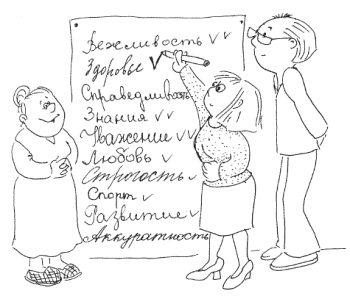 Вежливость ✓✓
Здоровье ✓
Справедливость
Знания ✓✓
Уважение ✓✓
Любовь ✓
Строгость ✓
Спорт ✓
Развитие ✓
Аккуратность